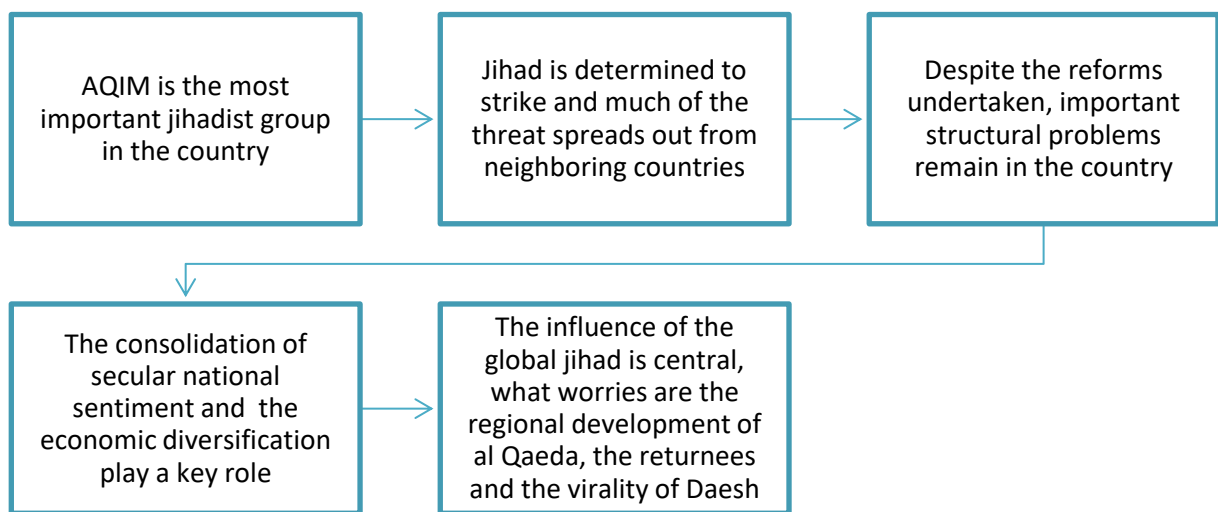 AQIM is the most
important jihadist group
in the country
Jihad is determined to
strike and much of the
threat spreads out from
neighboring countries
Despite the reforms
undertaken, important
structural problems
remain in the country
The consolidation of
secular national
sentiment and  the
economic diversification
play a key role
The influence of the
global jihad is central,
what worries are the
regional development of
al Qaeda, the returnees
and the virality of Daesh